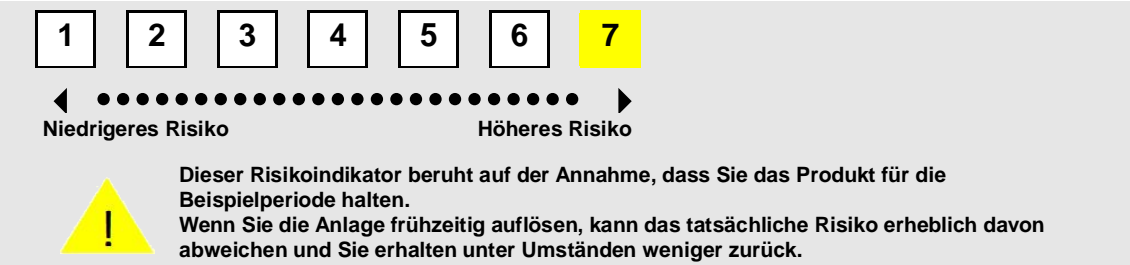 1 2 3 4 5 6 7
Niedrigeres Risiko Höheres Risiko
Dieser Risikoindikator beruht auf der Annahme, dass Sie das Produkt für die
Beispielperiode halten.
Wenn Sie die Anlage frühzeitig auflösen, kann das tatsächliche Risiko erheblich davon
abweichen und Sie erhalten unter Umständen weniger zurück.
!